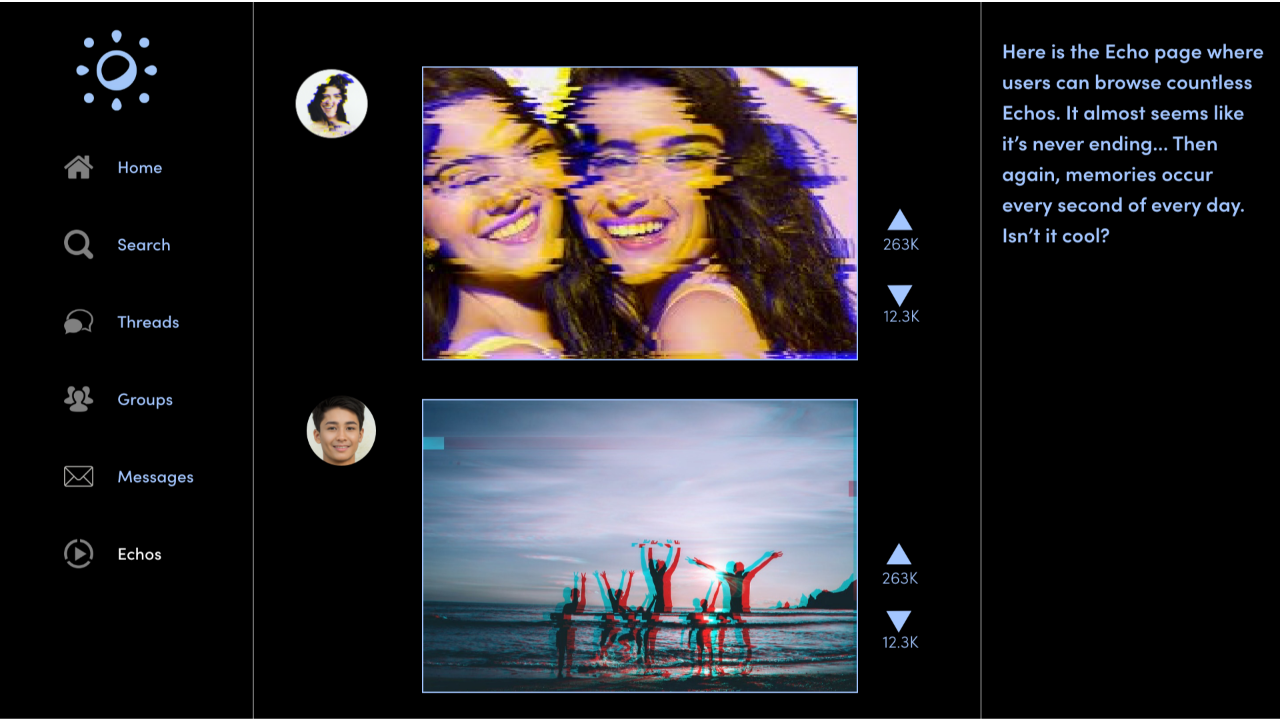 Home
Search
Threads
Groups
Messages
Echos
263K
12.3K
263K
12.3K
Here is the Echo page where
users can browse countless
Echos. It almost seems like
it’s never ending... Then
again, memories occur
every second of every day.
Isn’t it cool?